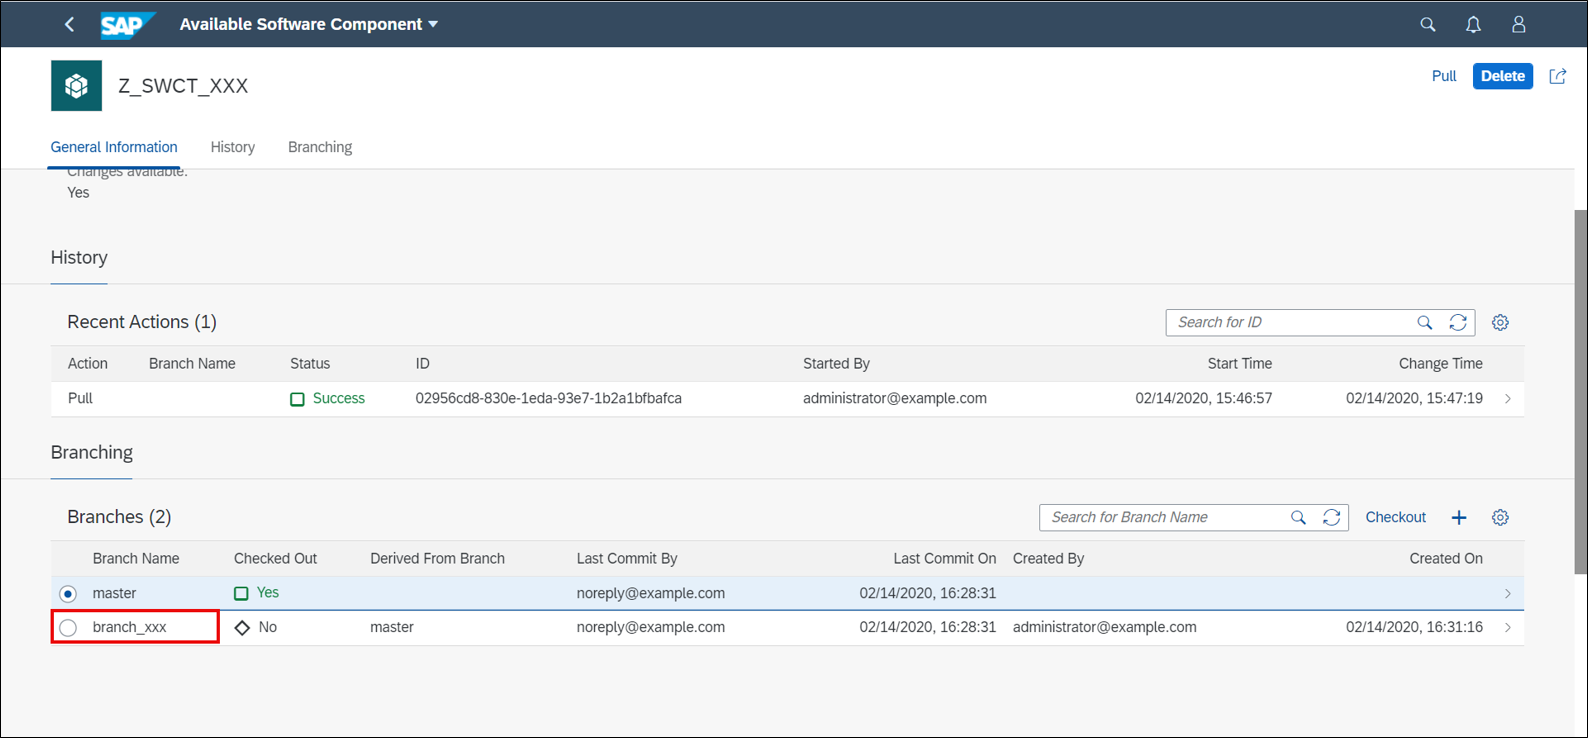 SAP Available Software Component
Z_SWCT_XXX
Pull Delete
General Information History Branching
Changes available:
Yes
History
Recent Actions (1) Search for ID
Action Branch Name Status ID Started By Start Time Change Time
Pull Success 02956cd8-830e-1eda-93e7-1b2a1bfbafca administrator@example.com 02/14/2020, 15:46:57 02/14/2020, 15:47:19
Branching
Branches (2) Search for Branch Name Checkout
Branch Name Checked Out Derived From Branch Last Commit By Last Commit On Created By Created On
master Yes noreply@example.com 02/14/2020, 16:28:31
branch_xxx No master noreply@example.com 02/14/2020, 16:28:31 administrator@example.com 02/14/2020, 16:31:16